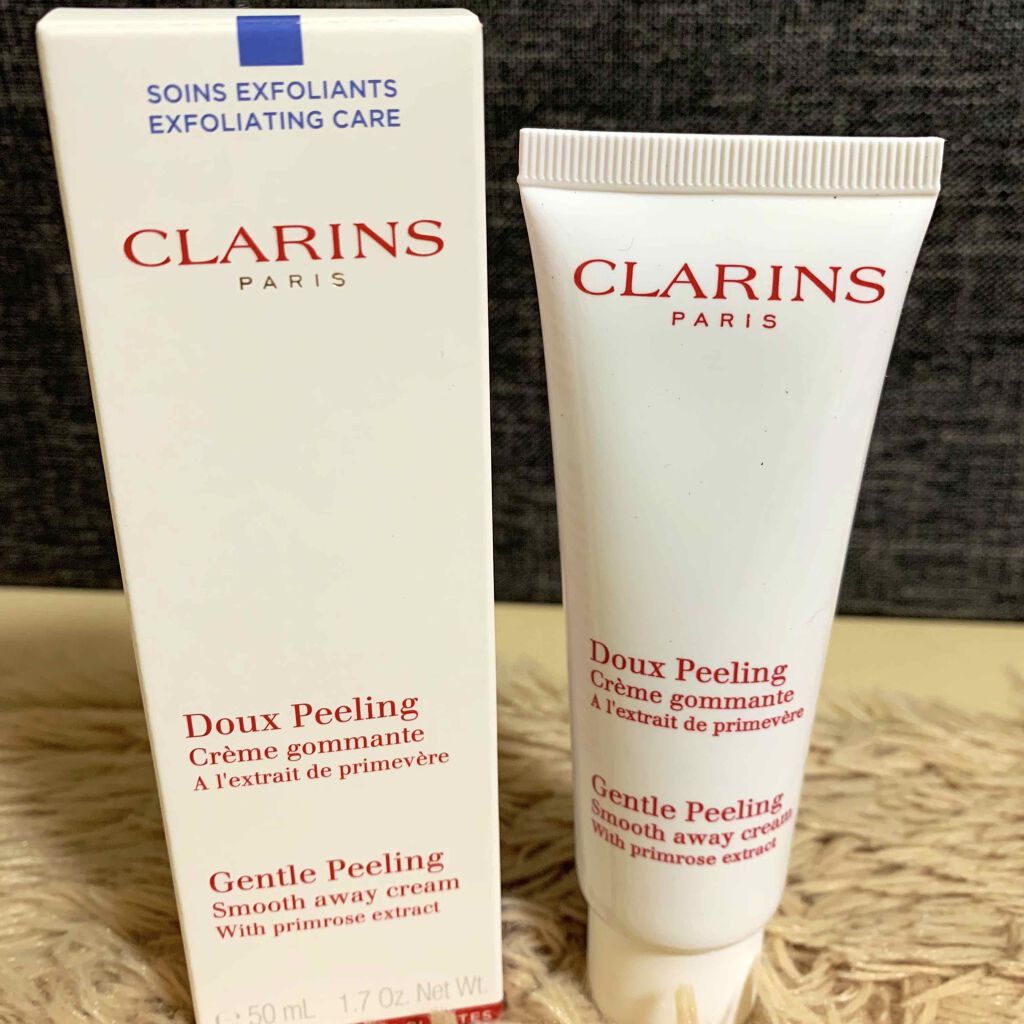 SOINS EXFOLIANTS
EXFOLIATING CARE
CLARINS
PARIS
Doux Peeling
Crème gommante
A l'extrait de primevère
Gentle Peeling
Smooth away cream
With primrose extract
50 mL 1.7 Oz. Net Wt.
CLARINS
PARIS
Doux Peeling
Crème gommante
A l'extrait de primevère
Gentle Peeling
Smooth away cream
With primrose extract